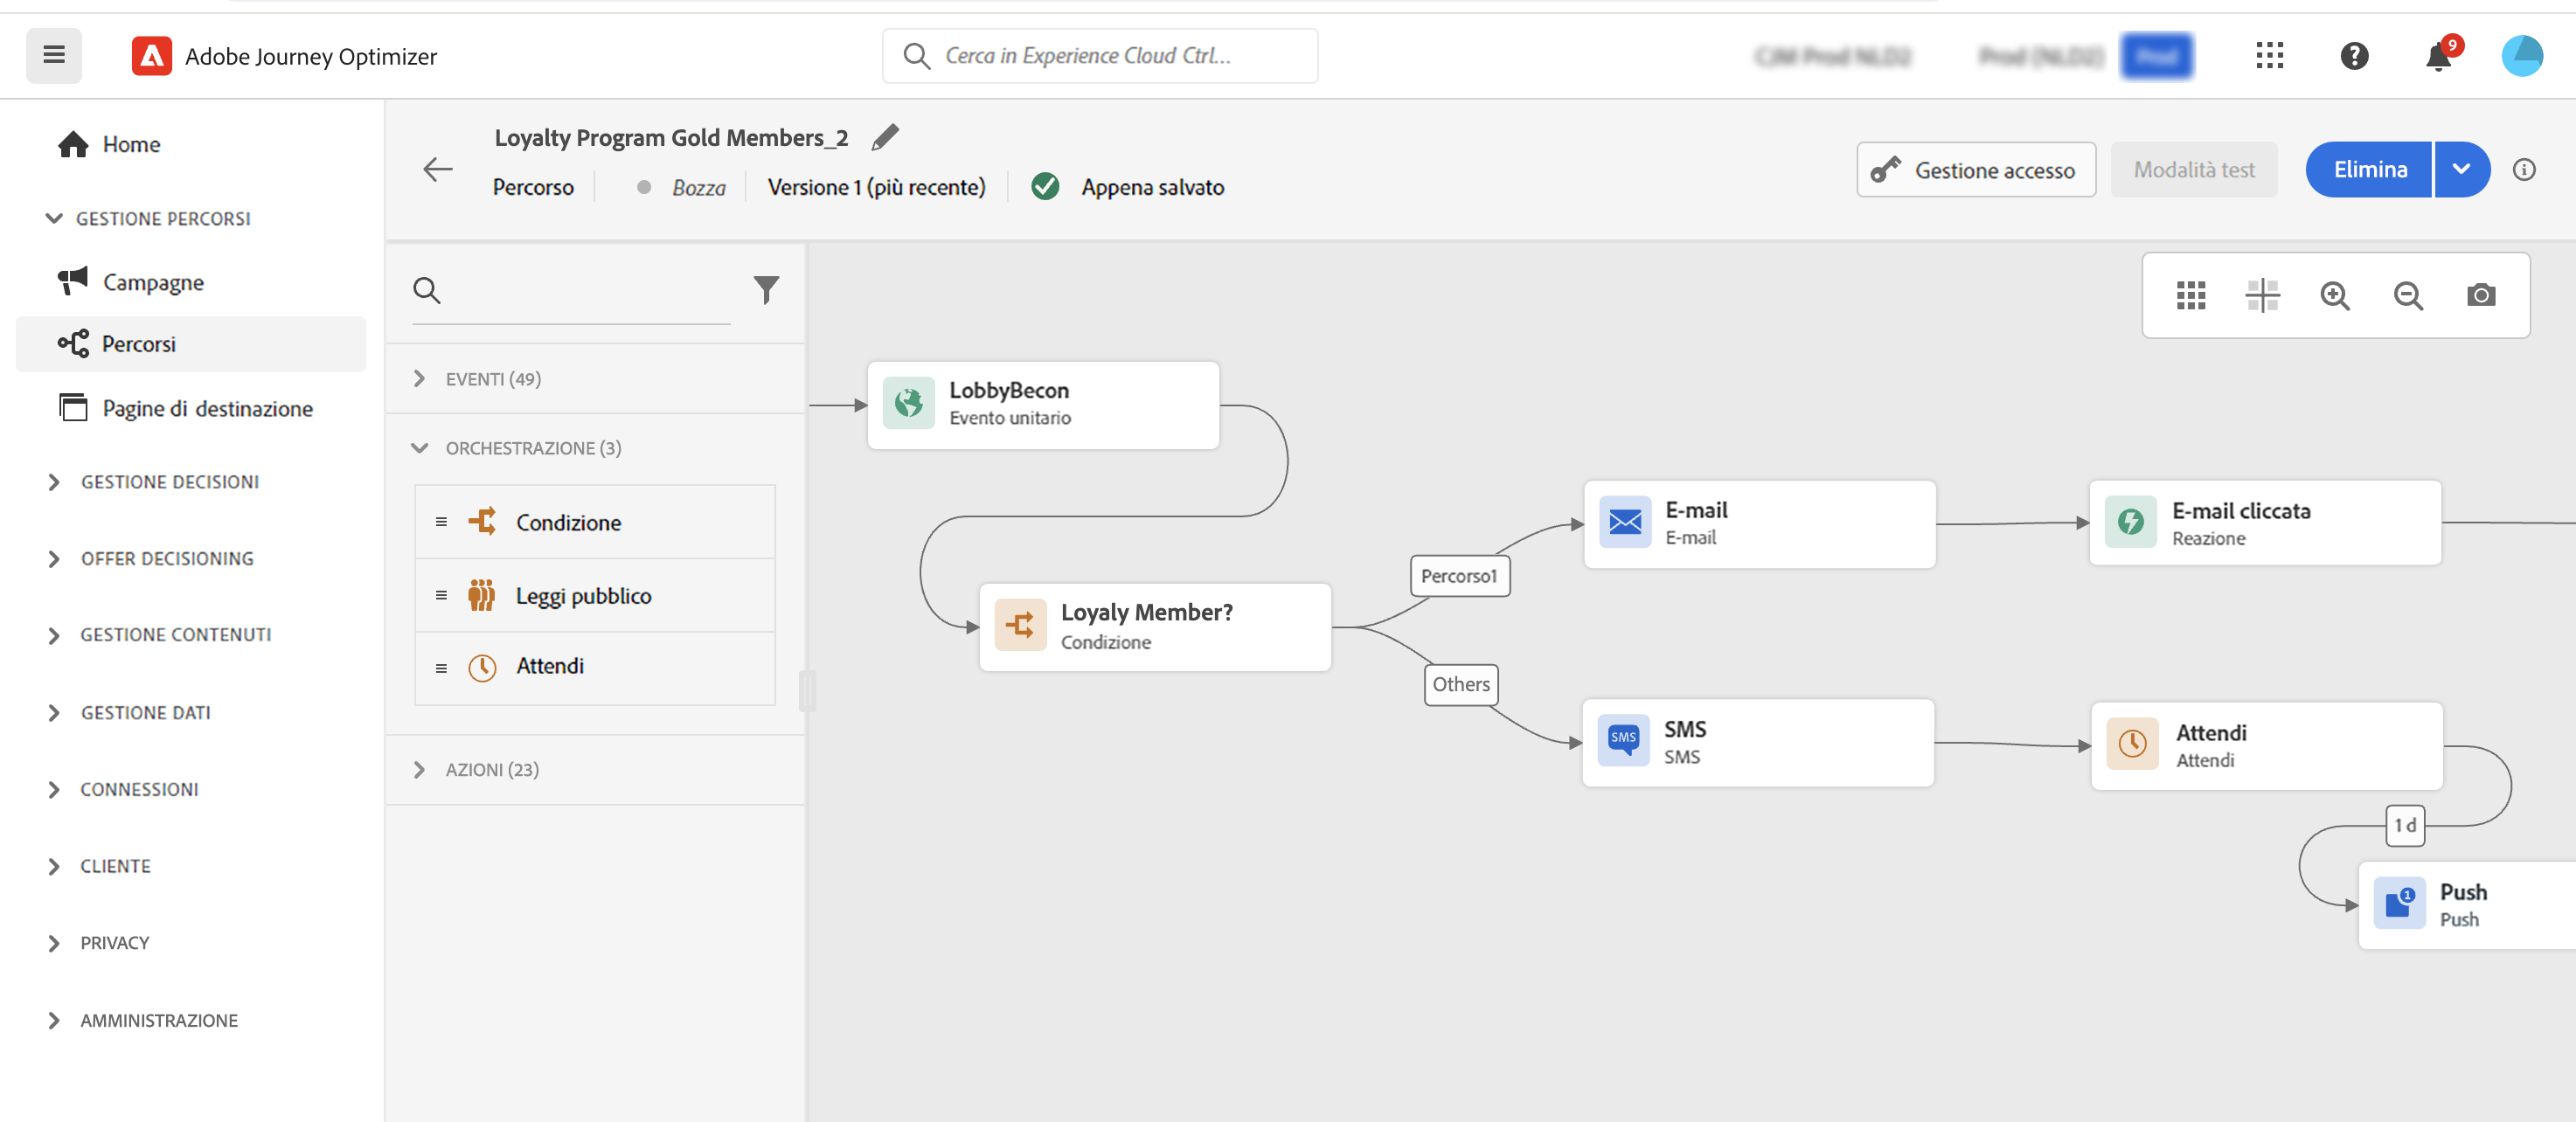 Adobe Journey Optimizer
Cerca in Experience Cloud Ctrl...
9
Home
GESTIONE PERCORSI
Campagne
Percorsi
Pagine di destinazione
GESTIONE DECISIONI
OFFER DECISIONING
GESTIONE CONTENUTI
GESTIONE DATI
CONNESSIONI
CLIENTE
PRIVACY
AMMINISTRAZIONE
Loyalty Program Gold Members_2
Percorso
Bozza
Versione 1 (più recente)
Appena salvato
Gestione accesso
Modalità test
Elimina
EVENTI (49)
ORCHESTRAZIONE (3)
Condizione
Leggi pubblico
Attendi
AZIONI (23)
LobbyBecon
Evento unitario
Loyaly Member?
Condizione
Percorso1
Others
E-mail
E-mail
E-mail cliccata
Reazione
SMS
SMS
SMS
Attendi
Attendi
1 d
1
Push
Push